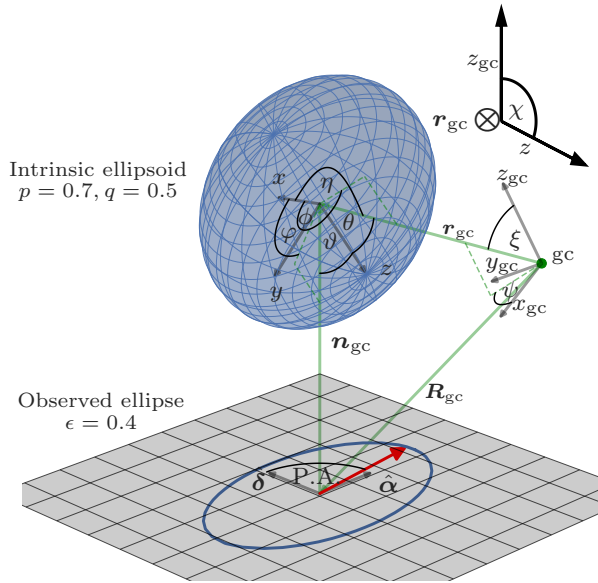 z_gc
χ
r_gc
z
Intrinsic ellipsoid
p = 0.7, q = 0.5
x
η
z_gc
ϕ
θ
r_gc
ξ
gc
φ
ϑ
y_gc
z
ψ
y
x_gc
n_gc
R_gc
Observed ellipse
ϵ = 0.4
δ̂
P.A.
α̂